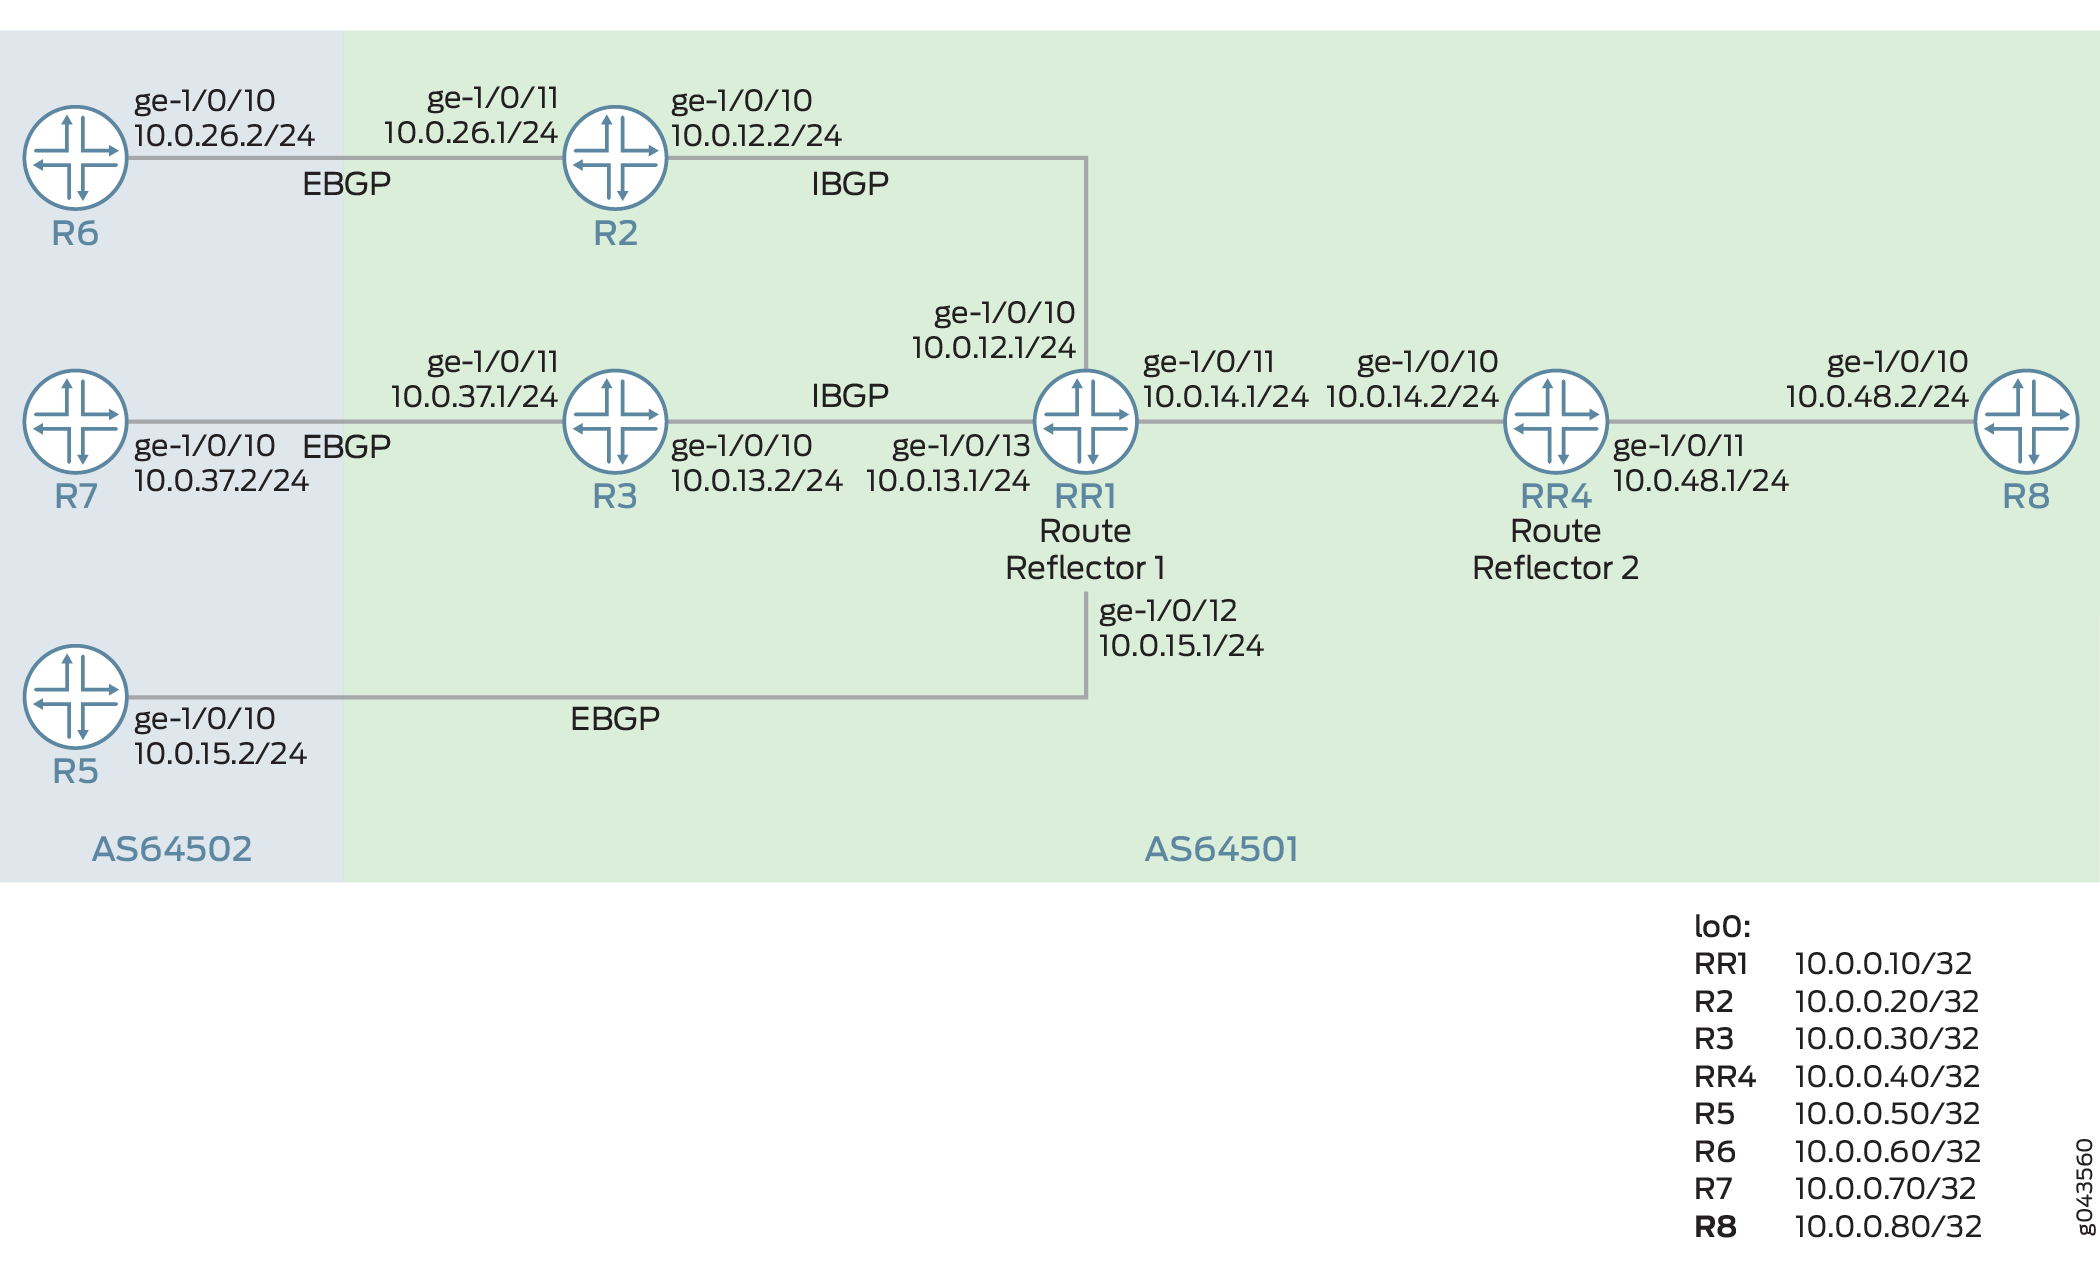 ge-1/0/10
10.0.26.2/24
ge-1/0/11
10.0.26.1/24
ge-1/0/10
10.0.12.2/24
EBGP
IBGP
R6
R2
ge-1/0/10
10.0.12.1/24
ge-1/0/11
10.0.37.1/24
IBGP
ge-1/0/11
10.0.14.1/24
ge-1/0/10
10.0.14.2/24
ge-1/0/10
10.0.48.2/24
ge-1/0/10
10.0.37.2/24
EBGP
ge-1/0/10
10.0.13.2/24
ge-1/0/13
10.0.13.1/24
ge-1/0/11
10.0.48.1/24
R7
R3
RR1
Route
Reflector 1
RR4
Route
Reflector 2
R8
ge-1/0/12
10.0.15.1/24
ge-1/0/10
10.0.15.2/24
EBGP
R5
AS64502
AS64501
lo0:
RR1 10.0.0.10/32
R2 10.0.0.20/32
R3 10.0.0.30/32
RR4 10.0.0.40/32
R5 10.0.0.50/32
R6 10.0.0.60/32
R7 10.0.0.70/32
R8 10.0.0.80/32
g043560